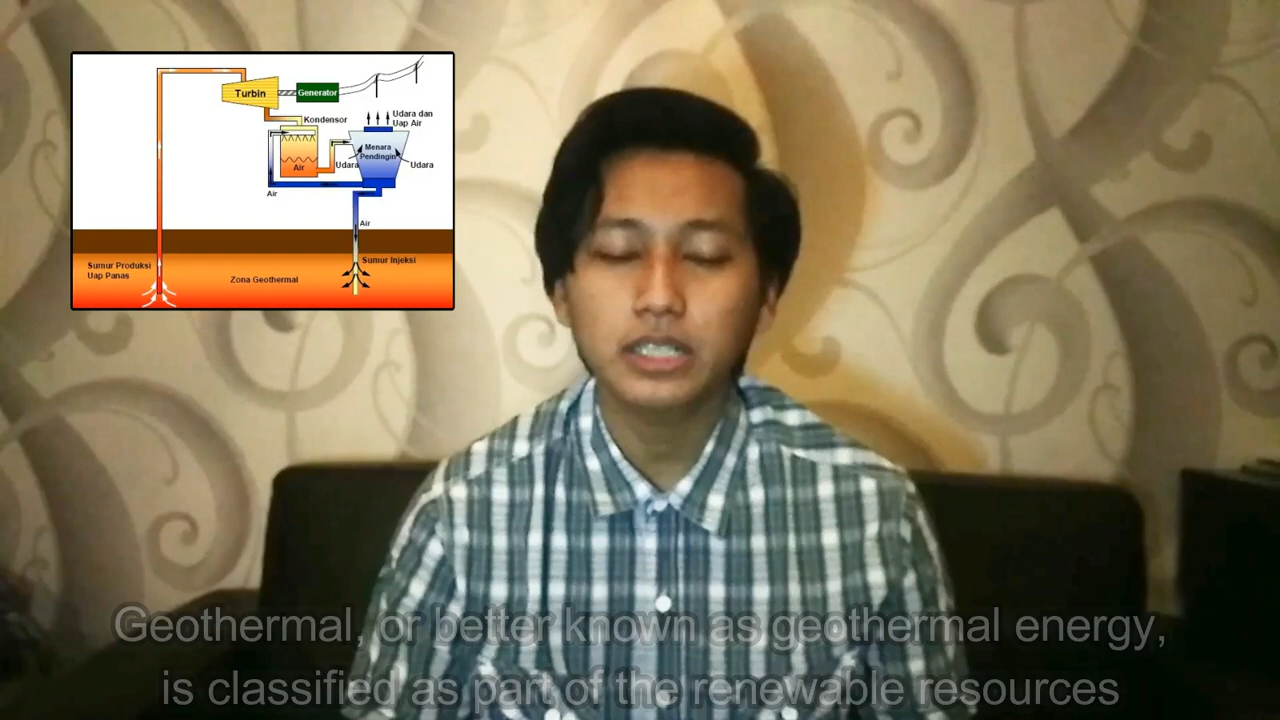 Turbin
Generator
Kondensor
Udara dan
Uap Air
Menara
Pendingin
Udara
Udara
Air
Air
Air
Sumur Injeksi
Sumur Produksi
Uap Panas
Zona Geothermal
Geothermal, or better known as geothermal energy,
is classified as part of the renewable resources